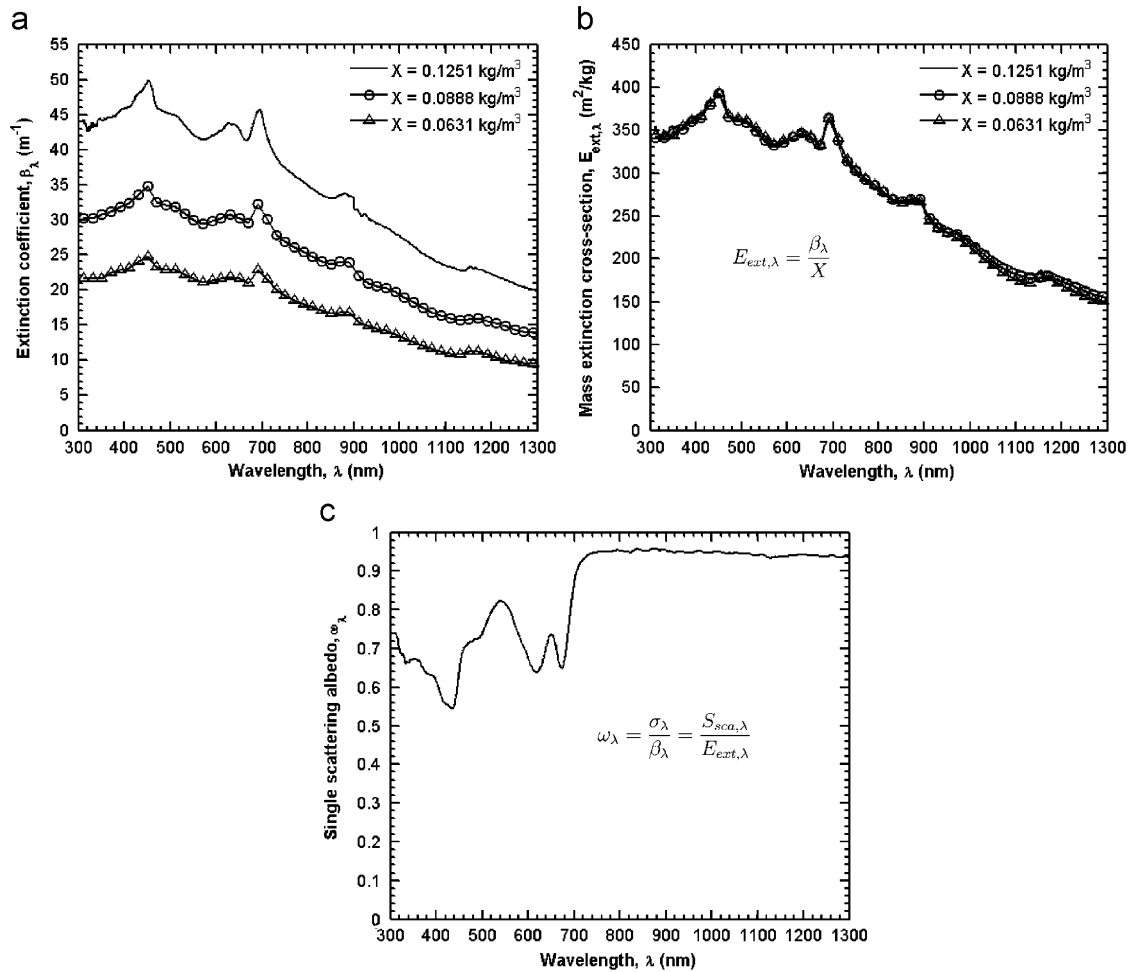 a
55
50
45
40
35
30
25
20
15
10
5
0
Extinction coefficient, βλ (m-1)
X = 0.1251 kg/m3
X = 0.0888 kg/m3
X = 0.0631 kg/m3
300 400 500 600 700 800 900 1000 1100 1200 1300
Wavelength, λ (nm)
b
450
400
350
300
250
200
150
100
50
0
Mass extinction cross-section, Eext,λ (m2/kg)
X = 0.1251 kg/m3
X = 0.0888 kg/m3
X = 0.0631 kg/m3
Eext,λ = βλ/X
300 400 500 600 700 800 900 1000 1100 1200 1300
Wavelength, λ (nm)
c
1
0.9
0.8
0.7
0.6
0.5
0.4
0.3
0.2
0.1
0
Single scattering albedo, ωλ
ωλ = σλ/βλ = Ssca,λ/Eext,λ
300 400 500 600 700 800 900 1000 1100 1200 1300
Wavelength, λ (nm)